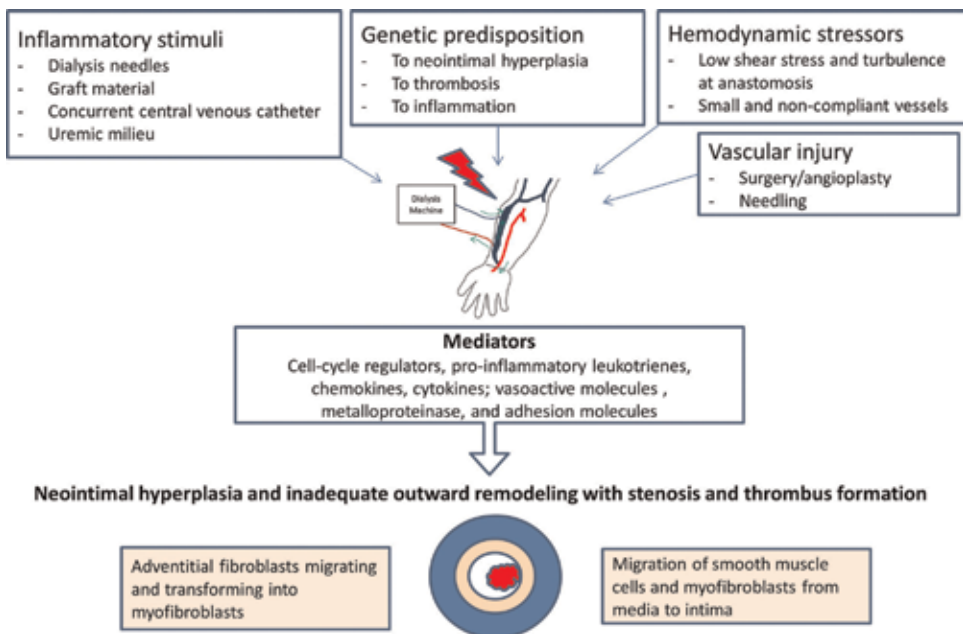 Inflammatory stimuli
- Dialysis needles
- Graft material
- Concurrent central venous catheter
- Uremic milieu
Genetic predisposition
- To neointimal hyperplasia
- To thrombosis
- To inflammation
Hemodynamic stressors
- Low shear stress and turbulence
at anastomosis
- Small and non-compliant vessels
Vascular injury
- Surgery/angioplasty
- Needling
Dialysis
Machine
Mediators
Cell-cycle regulators, pro-inflammatory leukotrienes,
chemokines, cytokines; vasoactive molecules ,
metalloproteinase, and adhesion molecules
Neointimal hyperplasia and inadequate outward remodeling with stenosis and thrombus formation
Adventitial fibroblasts migrating
and transforming into
myofibroblasts
Migration of smooth muscle
cells and myofibroblasts from
media to intima